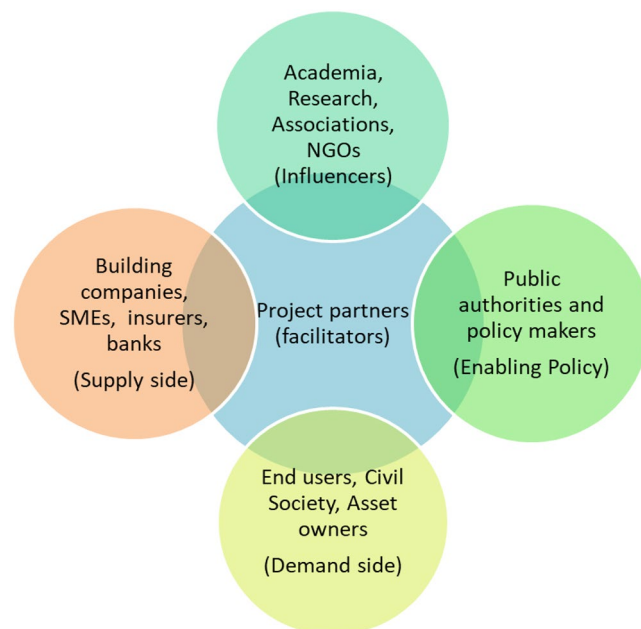 Academia,
Research,
Associations,
NGOs
(Influencers)
Building
companies,
SMEs,  insurers,
banks
(Supply side)
Project partners
(facilitators)
Public
authorities and
policy makers
(Enabling Policy)
End users, Civil
Society, Asset
owners
(Demand side)